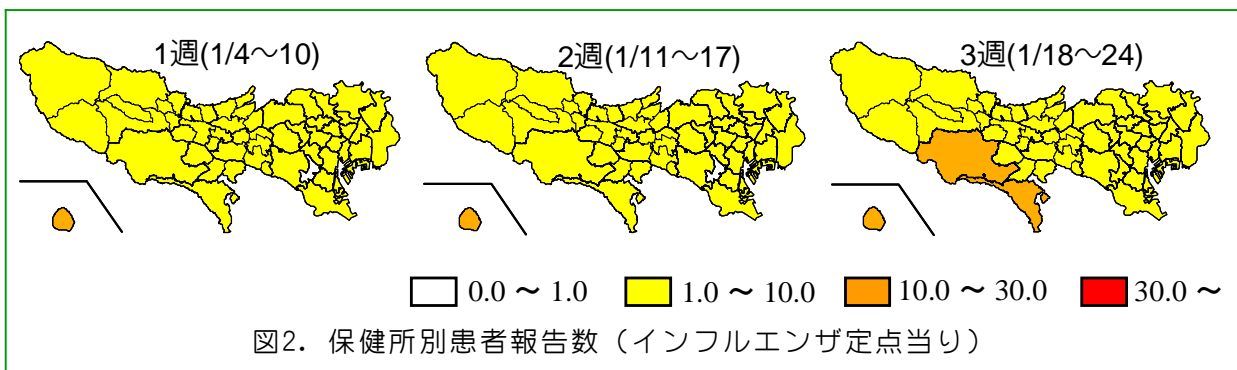 1週(1/4～10)
2週(1/11～17)
3週(1/18～24)
0.0 ～ 1.0
1.0 ～ 10.0
10.0 ～ 30.0
30.0 ～
図2. 保健所別患者報告数（インフルエンザ定点当り）